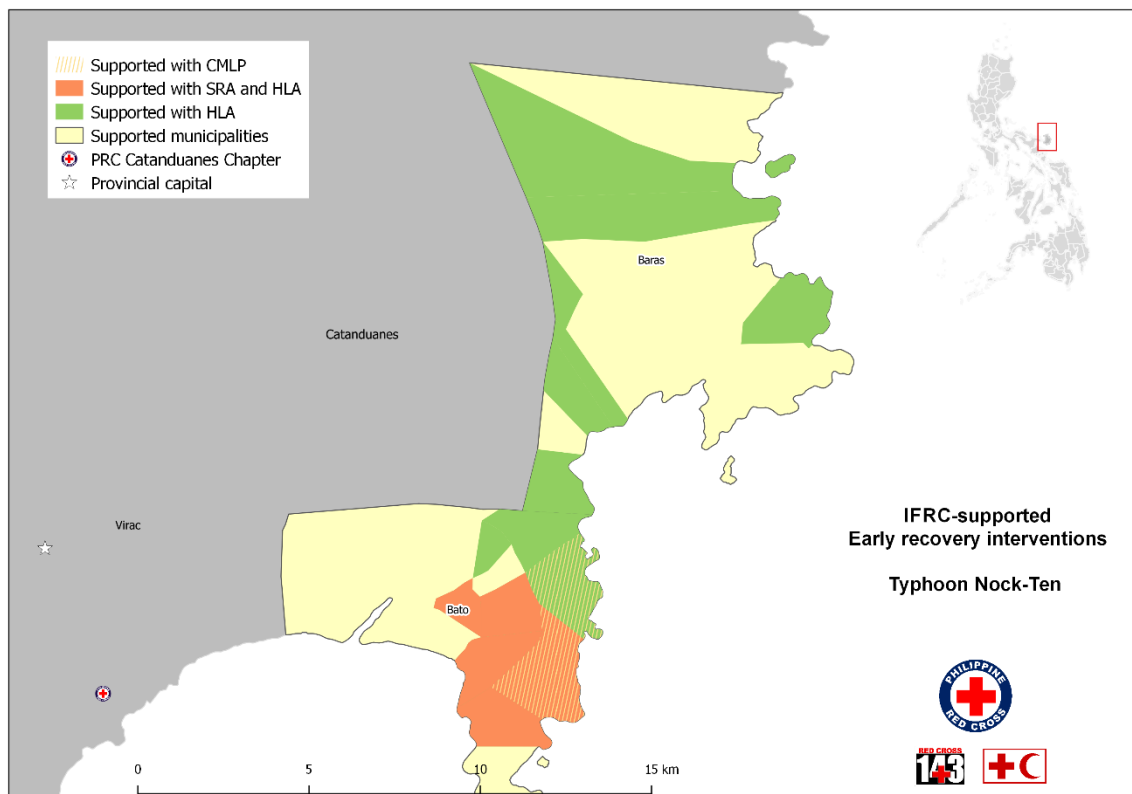 Supported with CMLP
Supported with SRA and HLA
Supported with HLA
Supported municipalities
PRC Catanduanes Chapter
Provincial capital
Baras
Catanduanes
Virac
Bato
IFRC-supported
Early recovery interventions
Typhoon Nock-Ten
PHILIPPINE
RED CROSS
RED CROSS
143
0 5 10 15 km